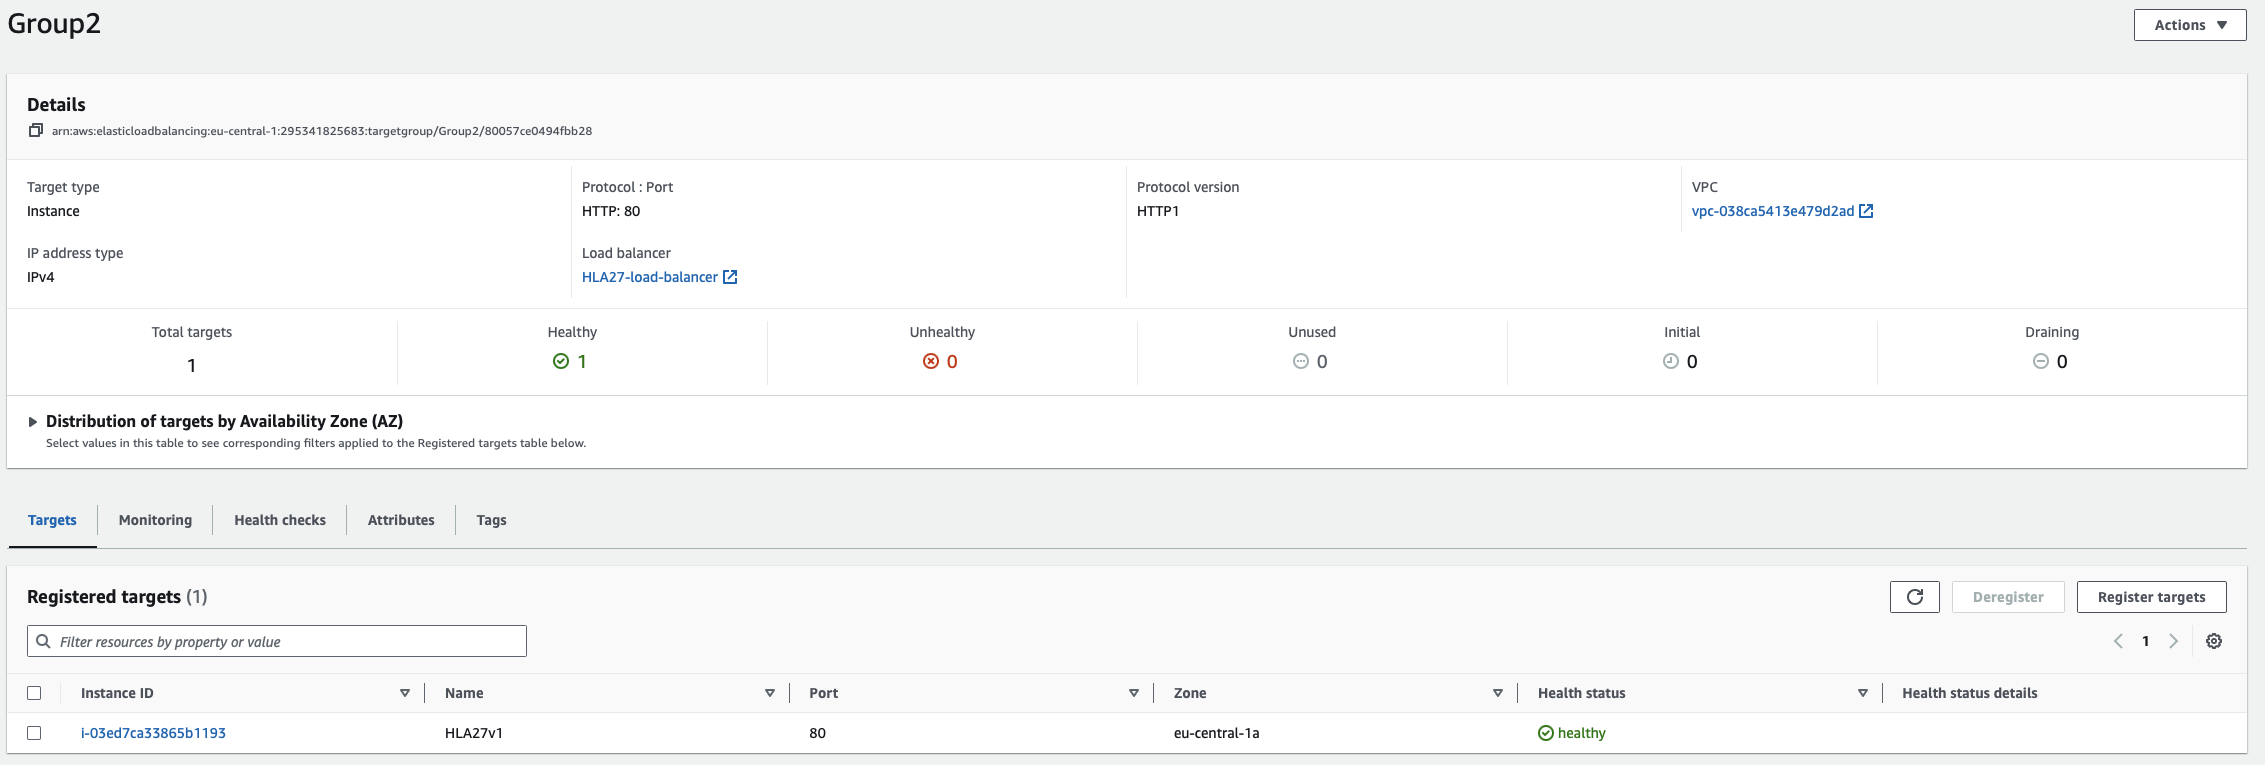 Group2
Actions
Details
arn:aws:elasticloadbalancing:eu-central-1:295341825683:targetgroup/Group2/80057ce0494fbb28
Target type
Instance
Protocol : Port
HTTP: 80
Protocol version
HTTP1
VPC
vpc-038ca5413e479d2ad
IP address type
IPv4
Load balancer
HLA27-load-balancer
Total targets
1
Healthy
1
Unhealthy
0
Unused
0
Initial
0
Draining
0
Distribution of targets by Availability Zone (AZ)
Select values in this table to see corresponding filters applied to the Registered targets table below.
Targets Monitoring Health checks Attributes Tags
Registered targets (1)
Deregister
Register targets
Filter resources by property or value
1
Instance ID Name Port Zone Health status Health status details
i-03ed7ca33865b1193 HLA27v1 80 eu-central-1a healthy